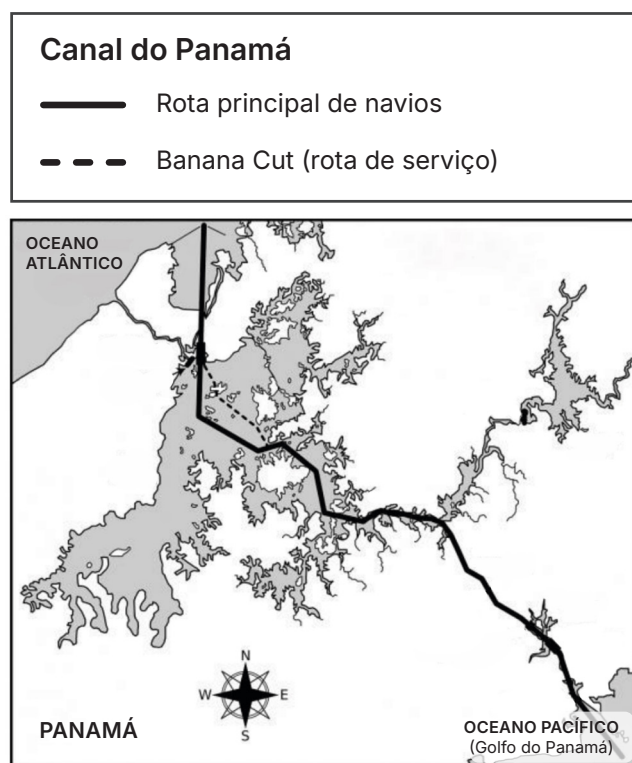 Canal do Panamá
Rota principal de navios
Banana Cut (rota de serviço)
OCEANO
ATLÂNTICO
N
W
E
S
PANAMÁ
OCEANO PACÍFICO
(Golfo do Panamá)